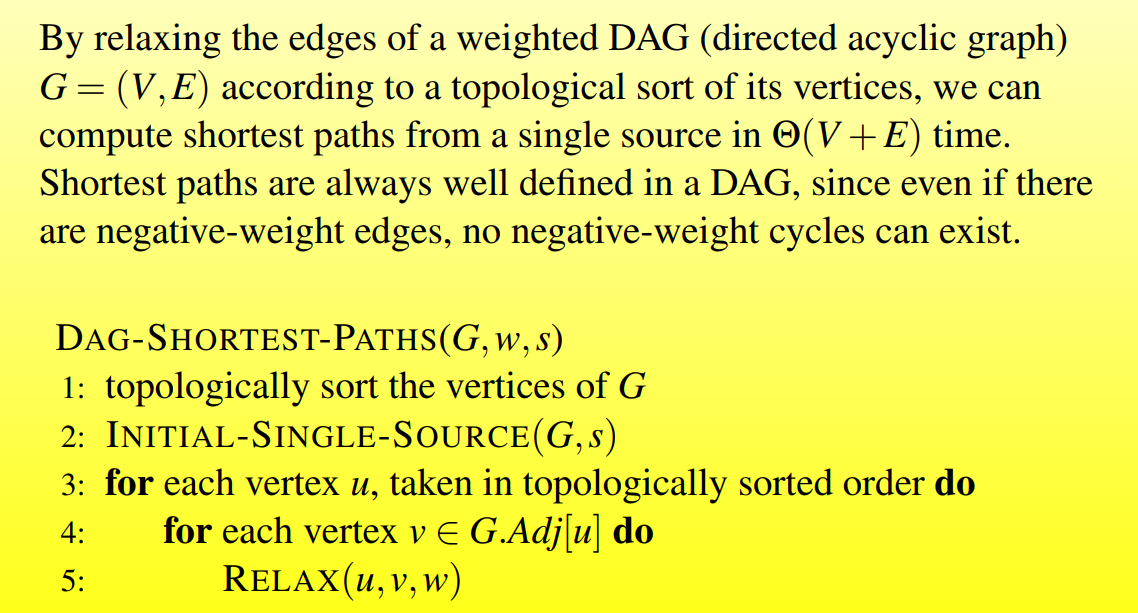 By relaxing the edges of a weighted DAG (directed acyclic graph)
G = (V,E) according to a topological sort of its vertices, we can
compute shortest paths from a single source in Θ(V + E) time.
Shortest paths are always well defined in a DAG, since even if there
are negative-weight edges, no negative-weight cycles can exist.
DAG-SHORTEST-PATHS(G,w,s)
1: topologically sort the vertices of G
2: INITIAL-SINGLE-SOURCE(G,s)
3: for each vertex u, taken in topologically sorted order do
4: for each vertex v ∈ G.Adj[u] do
5: RELAX(u,v,w)